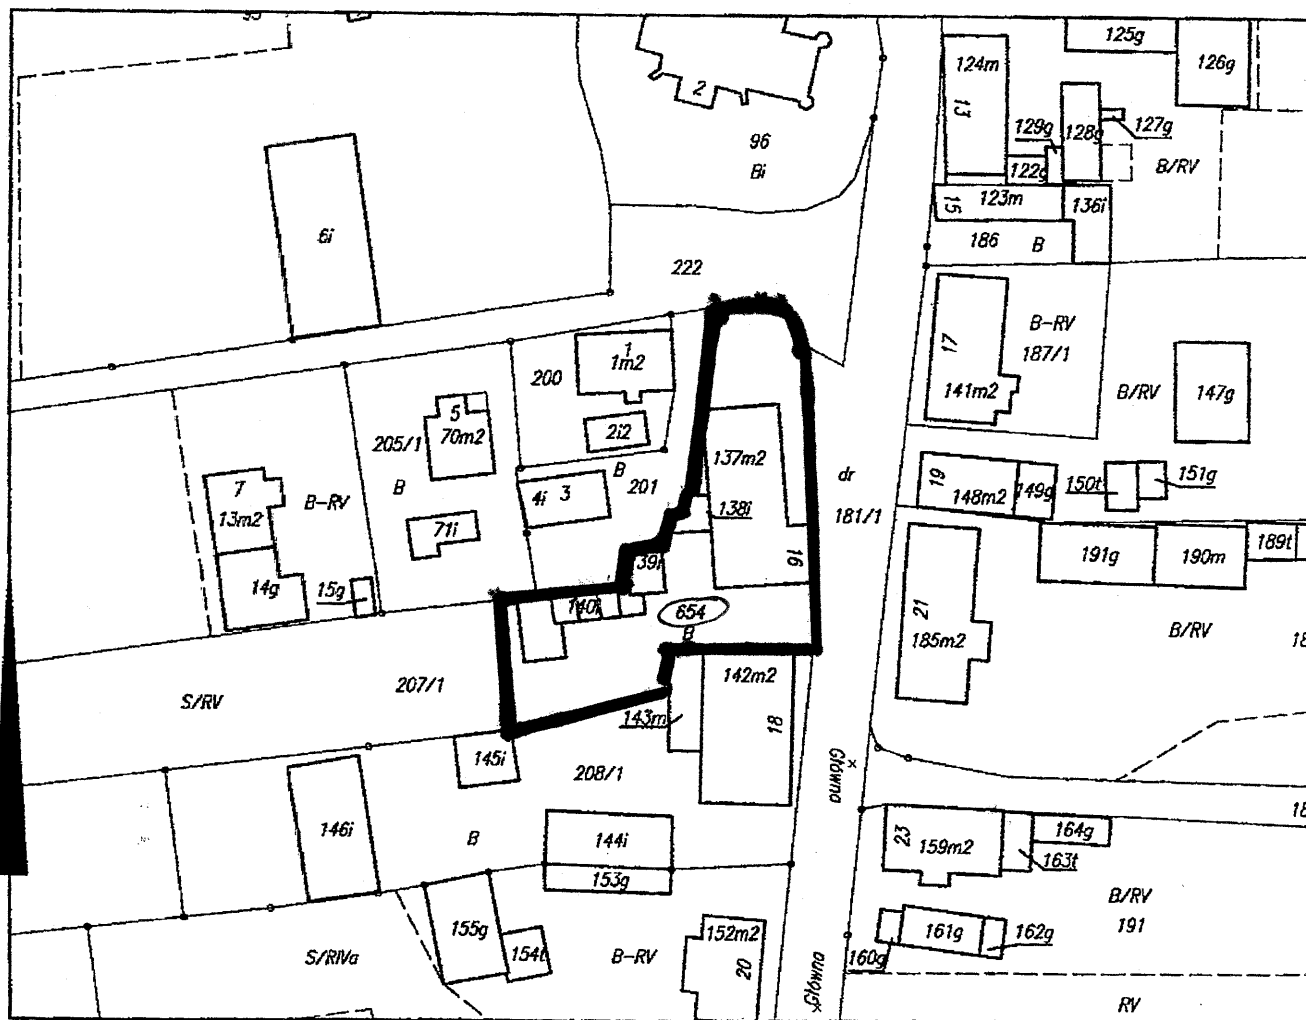 125g
124m
126g
2
13
129g
128g
127g
96
122g
B/RV
Bi
15
123m
136i
6i
186
B
222
B-RV
1
17
187/1
200
1m2
141m2
B/RV
147g
5
205/1
70m2
2i2
137m2
B
dr
19
151g
7
B-RV
B
4i
3
201
148m2
149g
150t
138i
181/1
13m2
71i
16
191g
190m
189t
14g
15g
140i
654
21
B
185m2
B/RV
142m2
207/1
S/RV
143m
18
145i
208/1
Główna
146i
B
144i
23
159m2
164g
163t
153g
B/RV
191
155g
154t
152m2
161g
162g
160g
S/RIVa
B-RV
20
Główna
RV